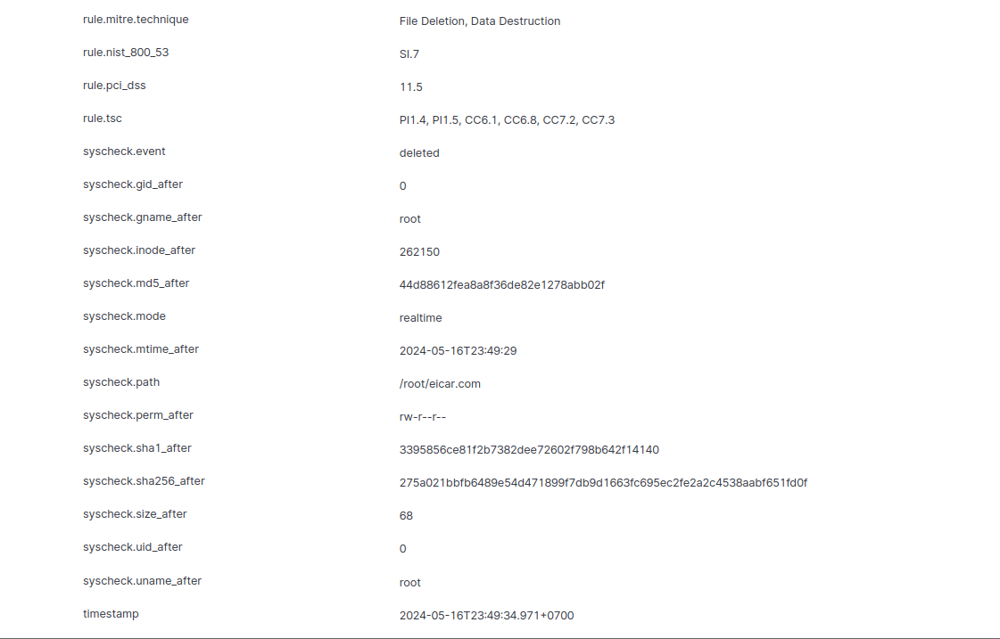 rule.mitre.technique File Deletion, Data Destruction
rule.nist_800_53 SI.7
rule.pci_dss 11.5
rule.tsc PI1.4, PI1.5, CC6.1, CC6.8, CC7.2, CC7.3
syscheck.event deleted
syscheck.gid_after 0
syscheck.gname_after root
syscheck.inode_after 262150
syscheck.md5_after 44d88612fea8a8f36de82e1278abb02f
syscheck.mode realtime
syscheck.mtime_after 2024-05-16T23:49:29
syscheck.path /root/eicar.com
syscheck.perm_after rw-r--r--
syscheck.sha1_after 3395856ce81f2b7382dee72602f798b642f14140
syscheck.sha256_after 275a021bbfb6489e54d471899f7db9d1663fc695ec2fe2a2c4538aabf651fd0f
syscheck.size_after 68
syscheck.uid_after 0
syscheck.uname_after root
timestamp 2024-05-16T23:49:34.971+0700